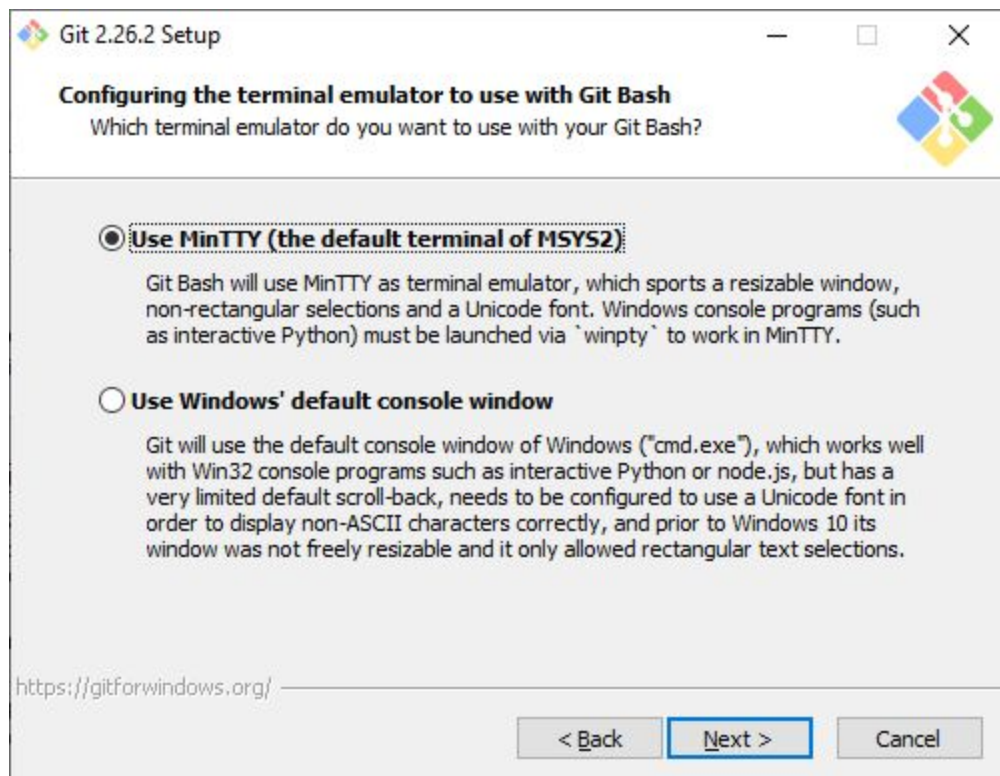 Git 2.26.2 Setup
Configuring the terminal emulator to use with Git Bash
Which terminal emulator do you want to use with your Git Bash?
Use MinTTY (the default terminal of MSYS2)
Git Bash will use MinTTY as terminal emulator, which sports a resizable window,
non-rectangular selections and a Unicode font. Windows console programs (such
as interactive Python) must be launched via `winpty` to work in MinTTY.
Use Windows' default console window
Git will use the default console window of Windows ("cmd.exe"), which works well
with Win32 console programs such as interactive Python or node.js, but has a
very limited default scroll-back, needs to be configured to use a Unicode font in
order to display non-ASCII characters correctly, and prior to Windows 10 its
window was not freely resizable and it only allowed rectangular text selections.
https://gitforwindows.org/
< Back Next > Cancel